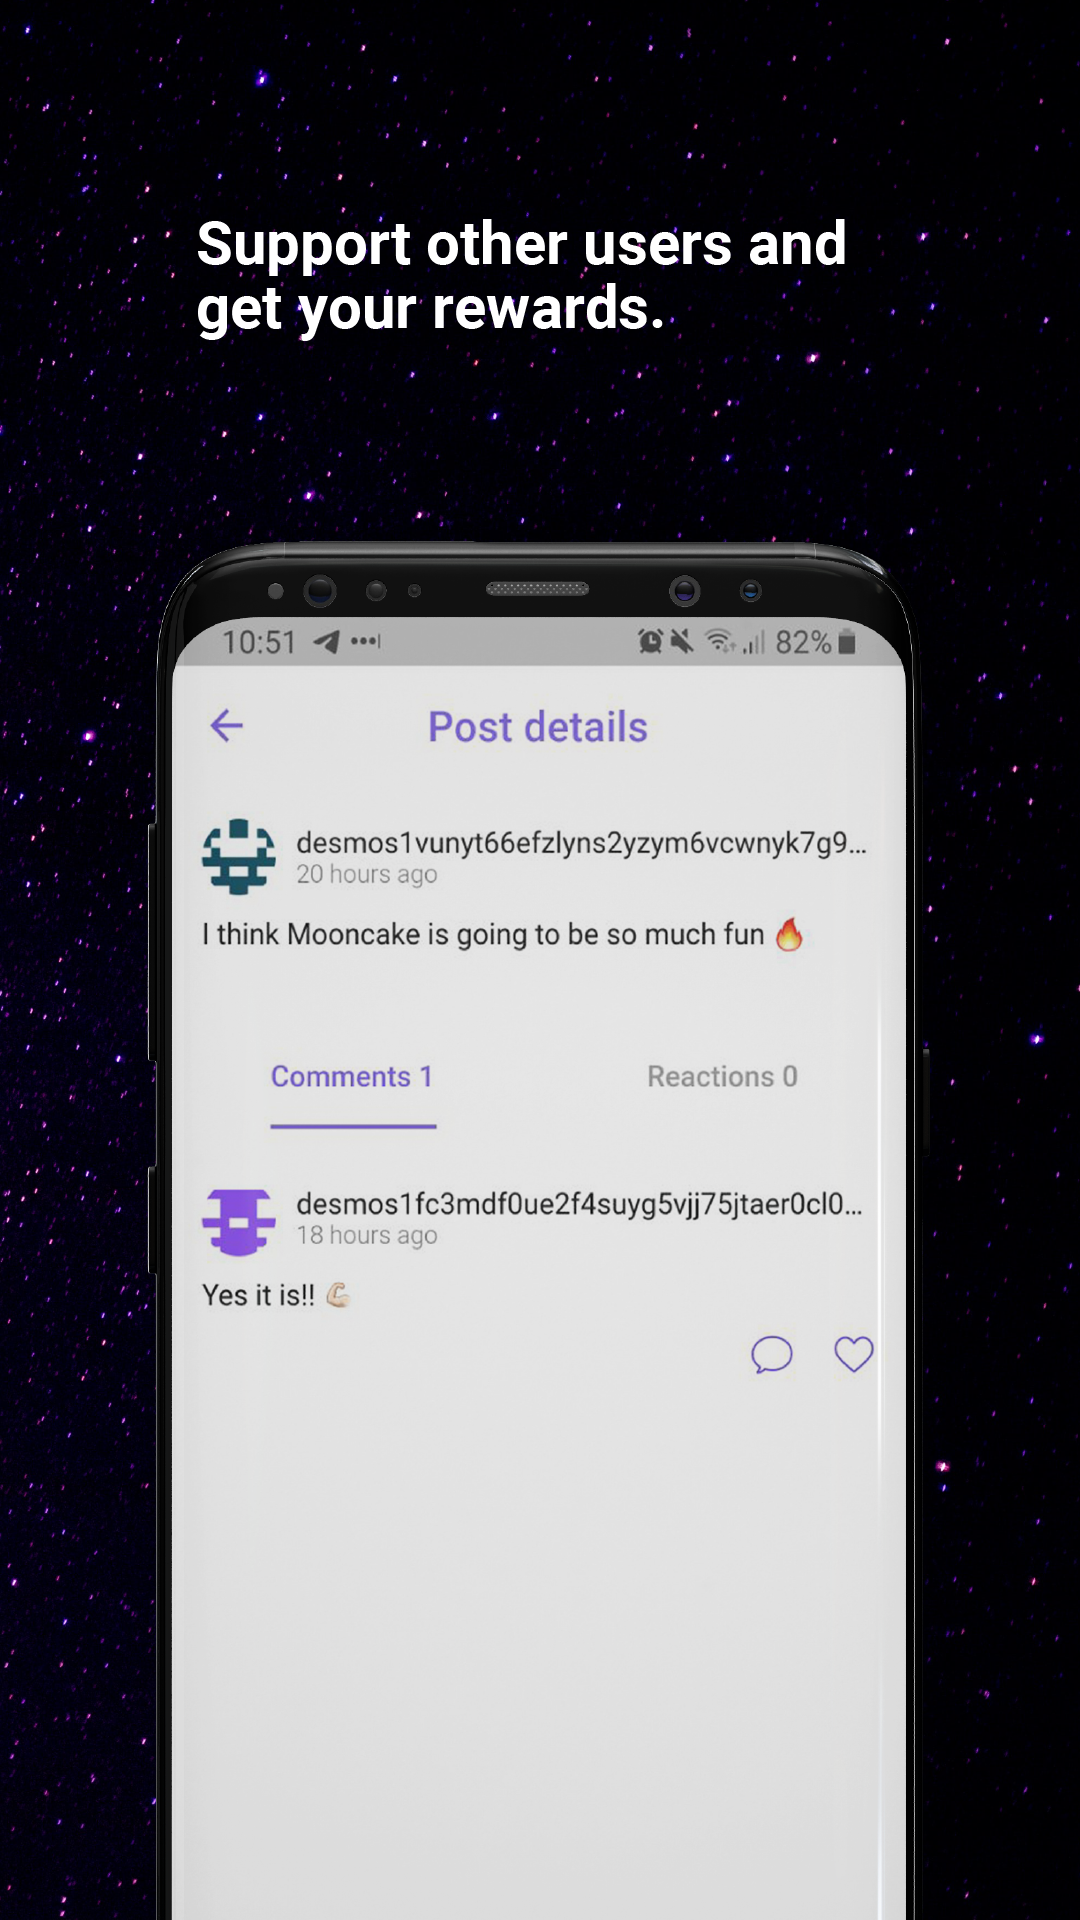 Support other users and
get your rewards.
10:51 82%
Post details
desmos1vunyt66efzlyns2yzym6vcwnyk7g9...
20 hours ago
I think Mooncake is going to be so much fun 🔥
Comments 1 Reactions 0
desmos1fc3mdf0ue2f4suyg5vjj75jtaer0cl0...
18 hours ago
Yes it is!! 💪🏻